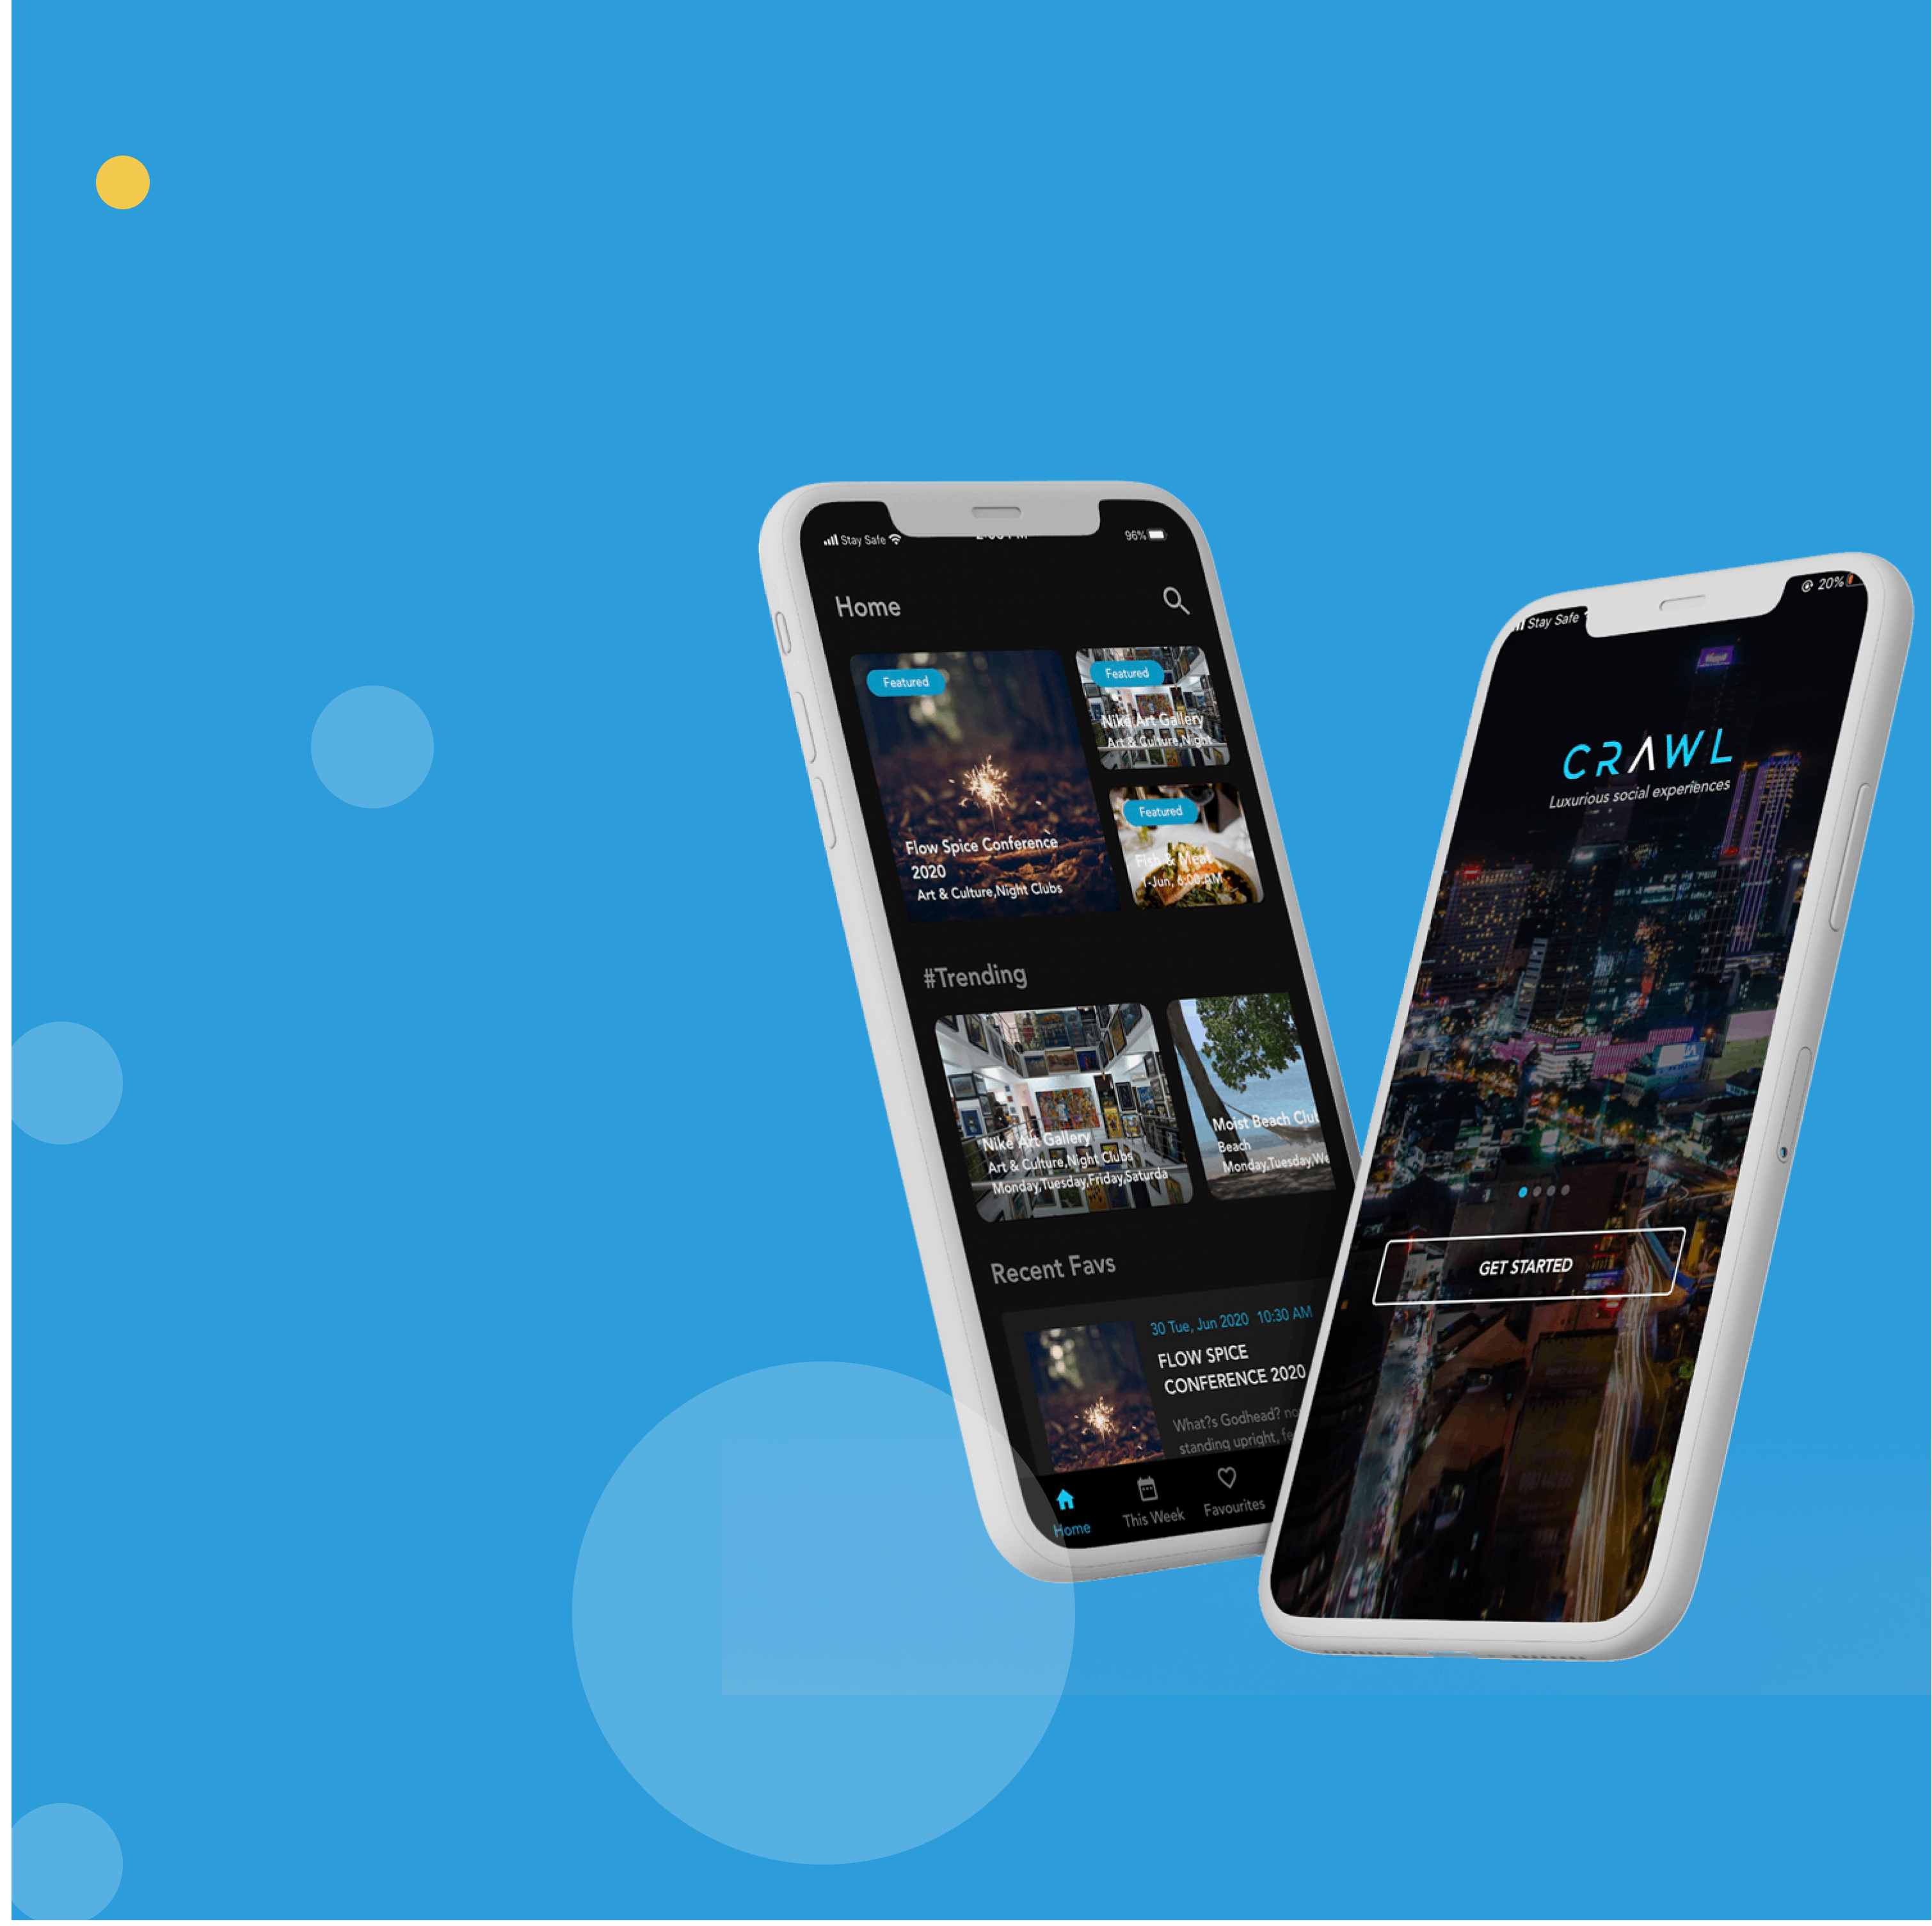 Stay Safe
96%
Home
Featured
Flow Spice Conference
2020
Art & Culture,Night Clubs
Featured
Nike Art Gallery
Art & Culture,Night
Featured
Fish & Meat
1-Jun, 6:00 AM
#Trending
Nike Art Gallery
Art & Culture,Night Clubs
Monday,Tuesday,Friday,Saturda
Moist Beach Clu
Beach
Monday,Tuesday,We
Recent Favs
30 Tue, Jun 2020 10:30 AM
FLOW SPICE
CONFERENCE 2020
What?s Godhead? no
standing upright, fe
Home
This Week
Favourites
Stay Safe
20%
CRAWL
Luxurious social experiences
GET STARTED